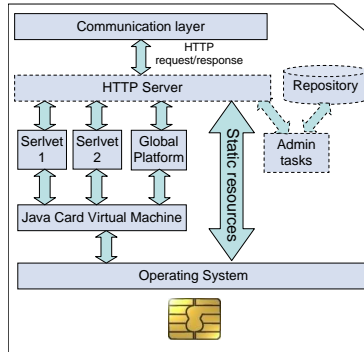 Communication layer
HTTP
request/response
HTTP Server
Repository
Serlvet
1
Serlvet
2
Global
Platform
Static resources
Admin
tasks
Java Card Virtual Machine
Operating System